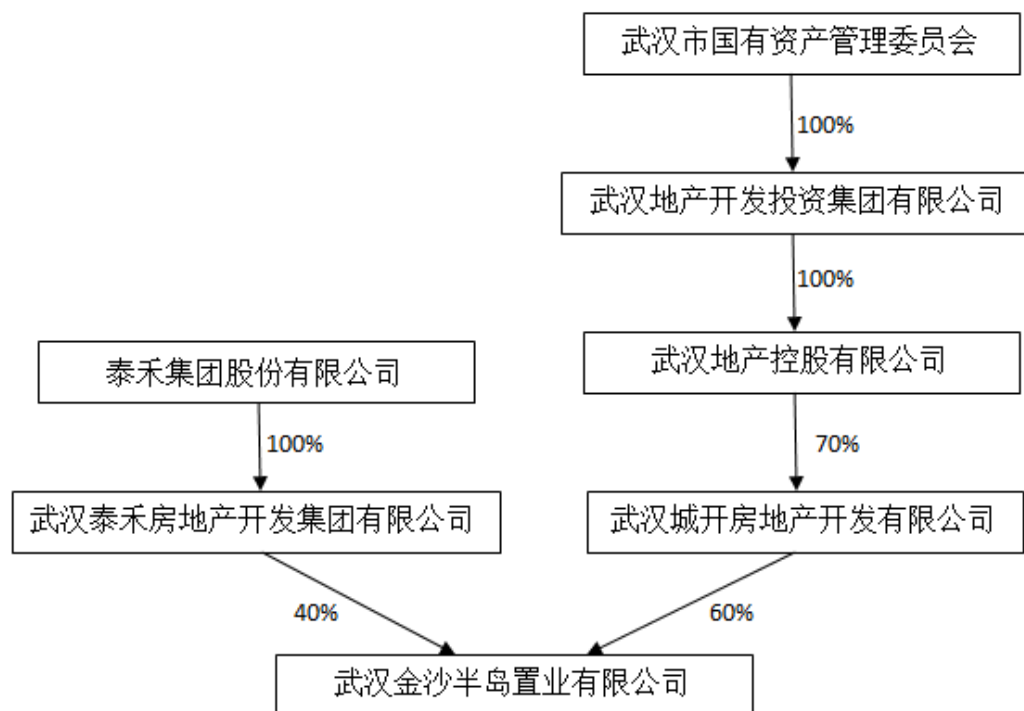 武汉市国有资产管理委员会
100%
武汉地产开发投资集团有限公司
100%
泰禾集团股份有限公司
武汉地产控股有限公司
100%
70%
武汉泰禾房地产开发集团有限公司
武汉城开房地产开发有限公司
40%
60%
武汉金沙半岛置业有限公司